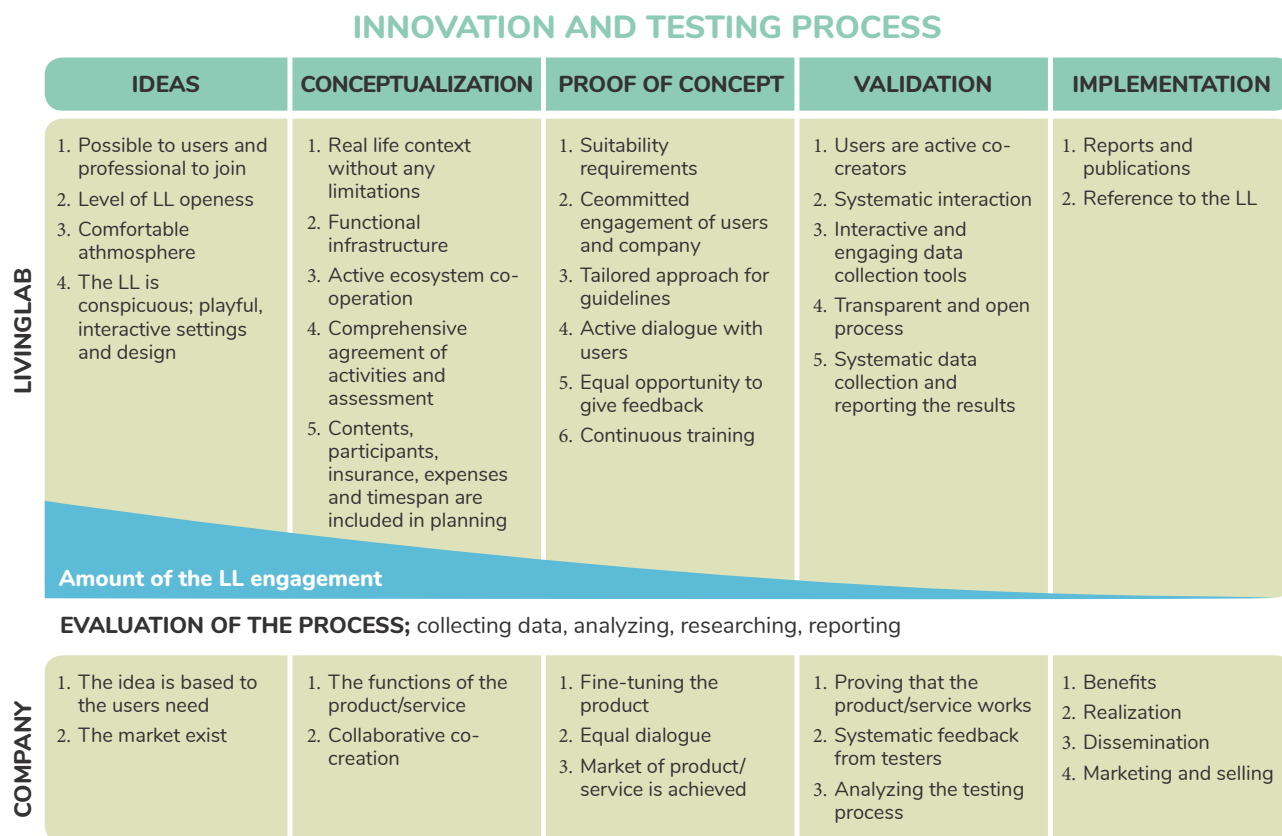 INNOVATION AND TESTING PROCESS
IDEAS
CONCEPTUALIZATION
PROOF OF CONCEPT
VALIDATION
IMPLEMENTATION
LIVINGLAB
1. Possible to users and
professional to join
2. Level of LL openess
3. Comfortable
athmosphere
4. The LL is
conspicuous; playful,
interactive settings
and design
1. Real life context
without any
limitations
2. Functional
infrastructure
3. Active ecosystem co-
operation
4. Comprehensive
agreement of
activities and
assessment
5. Contents,
participants,
insurance, expenses
and timespan are
included in planning
1. Suitability
requirements
2. Ceommitted
engagement of users
and company
3. Tailored approach for
guidelines
4. Active dialogue with
users
5. Equal opportunity to
give feedback
6. Continuous training
1. Users are active co-
creators
2. Systematic interaction
3. Interactive and
engaging data
collection tools
4. Transparent and open
process
5. Systematic data
collection and
reporting the results
1. Reports and
publications
2. Reference to the LL
Amount of the LL engagement
EVALUATION OF THE PROCESS; collecting data, analyzing, researching, reporting
COMPANY
1. The idea is based to
the users need
2. The market exist
1. The functions of the
product/service
2. Collaborative co-
creation
1. Fine-tuning the
product
2. Equal dialogue
3. Market of product/
service is achieved
1. Proving that the
product/service works
2. Systematic feedback
from testers
3. Analyzing the testing
process
1. Benefits
2. Realization
3. Dissemination
4. Marketing and selling